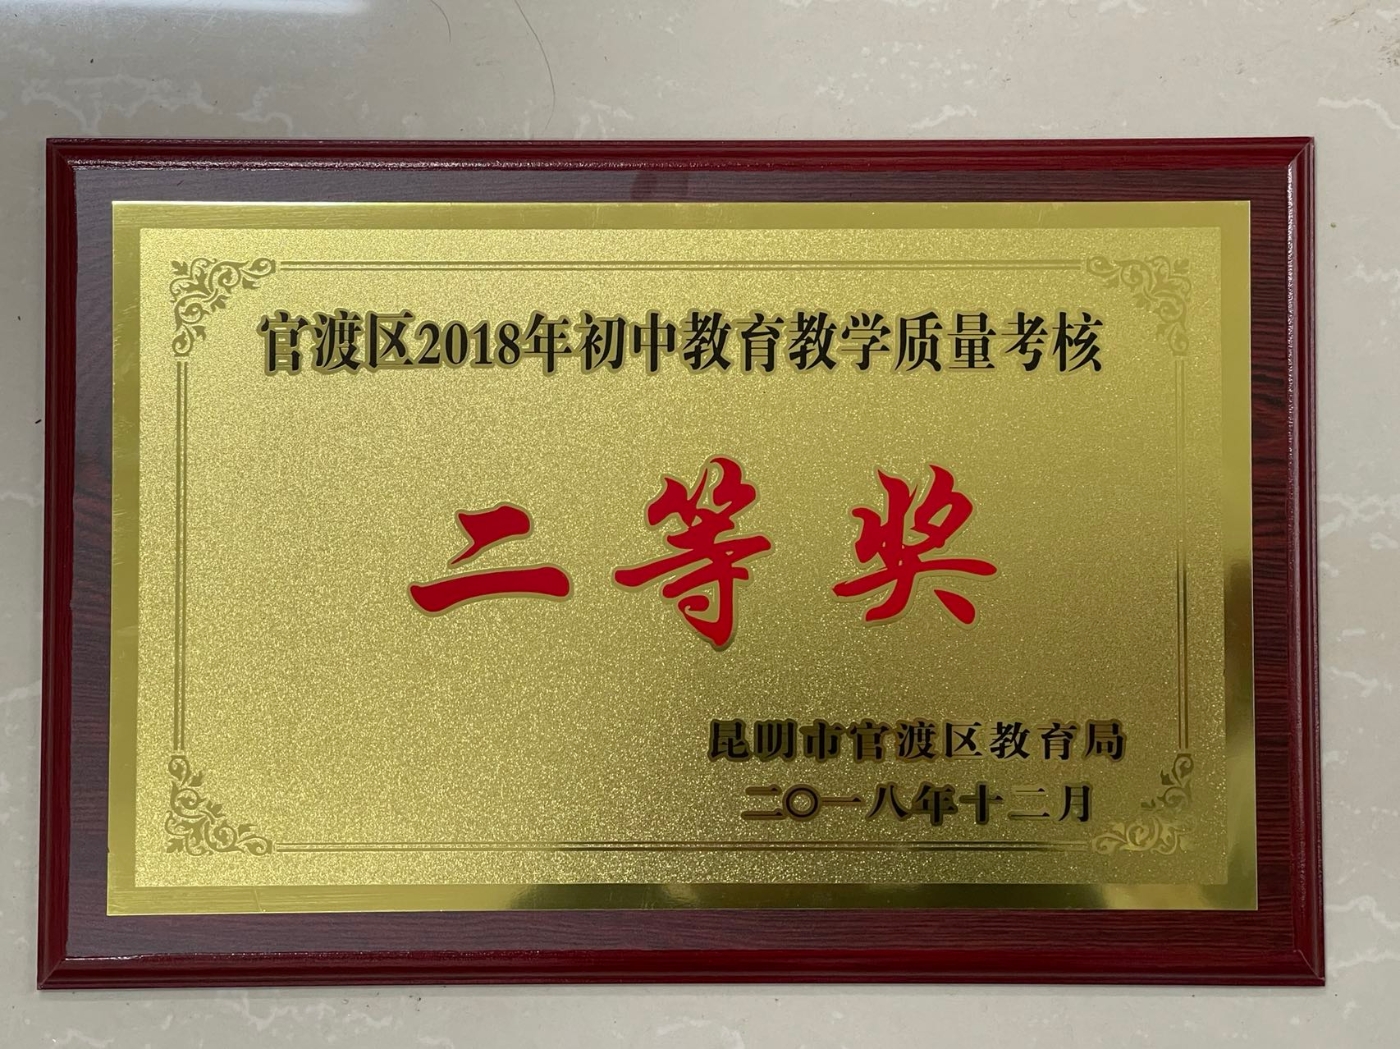 官渡区2018年初中教育教学质量考核
二等奖
昆明市官渡区教育局
二〇一八年十二月